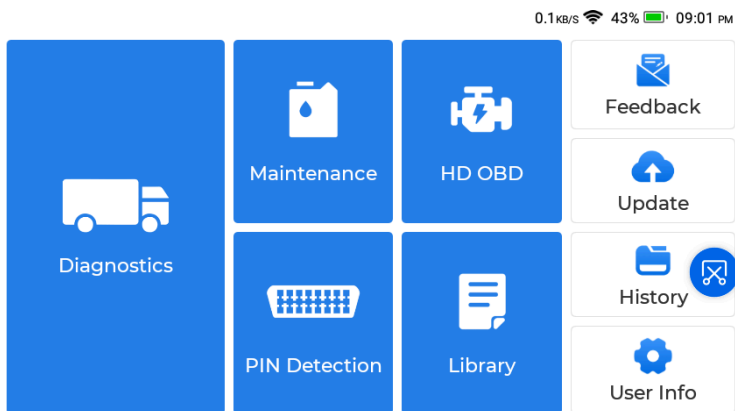 0.1KB/S 43% 09:01 PM
Diagnostics
Maintenance
HD OBD
PIN Detection
Library
Feedback
Update
History
User Info